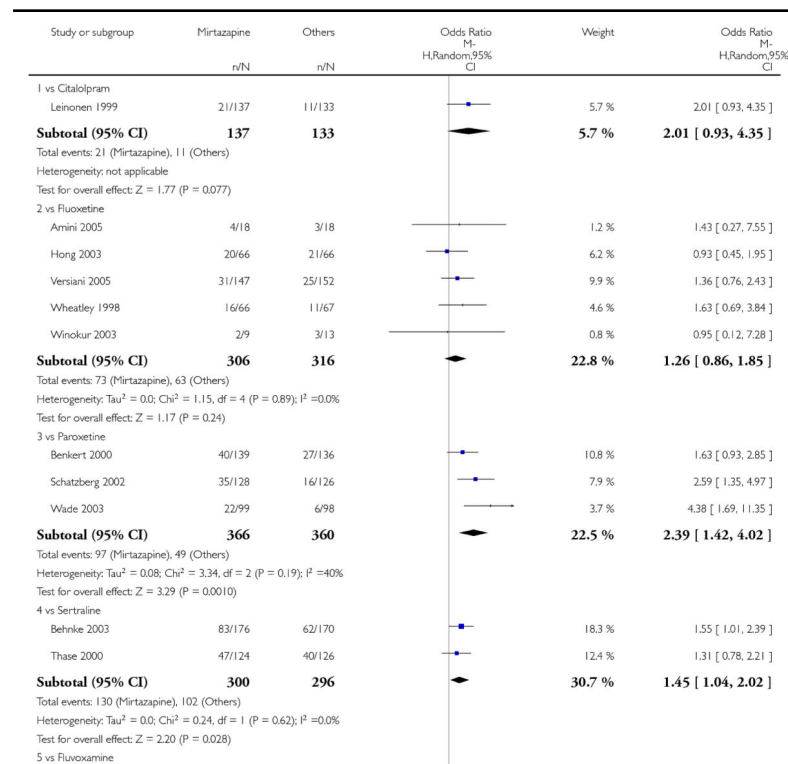 Study or subgroup Mirtazapine Others Odds Ratio Weight Odds Ratio
M- M-
H,Random,95% H,Random,95%
n/N n/N CI CI
1 vs Citalolpram
Leinonen 1999 21/137 11/133 5.7 % 2.01 [ 0.93, 4.35 ]
Subtotal (95% CI) 137 133 5.7 % 2.01 [ 0.93, 4.35 ]
Total events: 21 (Mirtazapine), 11 (Others)
Heterogeneity: not applicable
Test for overall effect: Z = 1.77 (P = 0.077)
2 vs Fluoxetine
Amini 2005 4/18 3/18 1.2 % 1.43 [ 0.27, 7.55 ]
Hong 2003 20/66 21/66 6.2 % 0.93 [ 0.45, 1.95 ]
Versiani 2005 31/147 25/152 9.9 % 1.36 [ 0.76, 2.43 ]
Wheatley 1998 16/66 11/67 4.6 % 1.63 [ 0.69, 3.84 ]
Winokur 2003 2/9 3/13 0.8 % 0.95 [ 0.12, 7.28 ]
Subtotal (95% CI) 306 316 22.8 % 1.26 [ 0.86, 1.85 ]
Total events: 73 (Mirtazapine), 63 (Others)
Heterogeneity: Tau² = 0.0; Chi² = 1.15, df = 4 (P = 0.89); I² =0.0%
Test for overall effect: Z = 1.17 (P = 0.24)
3 vs Paroxetine
Benkert 2000 40/139 27/136 10.8 % 1.63 [ 0.93, 2.85 ]
Schatzberg 2002 35/128 16/126 7.9 % 2.59 [ 1.35, 4.97 ]
Wade 2003 22/99 6/98 3.7 % 4.38 [ 1.69, 11.35 ]
Subtotal (95% CI) 366 360 22.5 % 2.39 [ 1.42, 4.02 ]
Total events: 97 (Mirtazapine), 49 (Others)
Heterogeneity: Tau² = 0.08; Chi² = 3.34, df = 2 (P = 0.19); I² =40%
Test for overall effect: Z = 3.29 (P = 0.0010)
4 vs Sertraline
Behnke 2003 83/176 62/170 18.3 % 1.55 [ 1.01, 2.39 ]
Thase 2000 47/124 40/126 12.4 % 1.31 [ 0.78, 2.21 ]
Subtotal (95% CI) 300 296 30.7 % 1.45 [ 1.04, 2.02 ]
Total events: 130 (Mirtazapine), 102 (Others)
Heterogeneity: Tau² = 0.0; Chi² = 0.24, df = 1 (P = 0.62); I² =0.0%
Test for overall effect: Z = 2.20 (P = 0.028)
5 vs Fluvoxamine